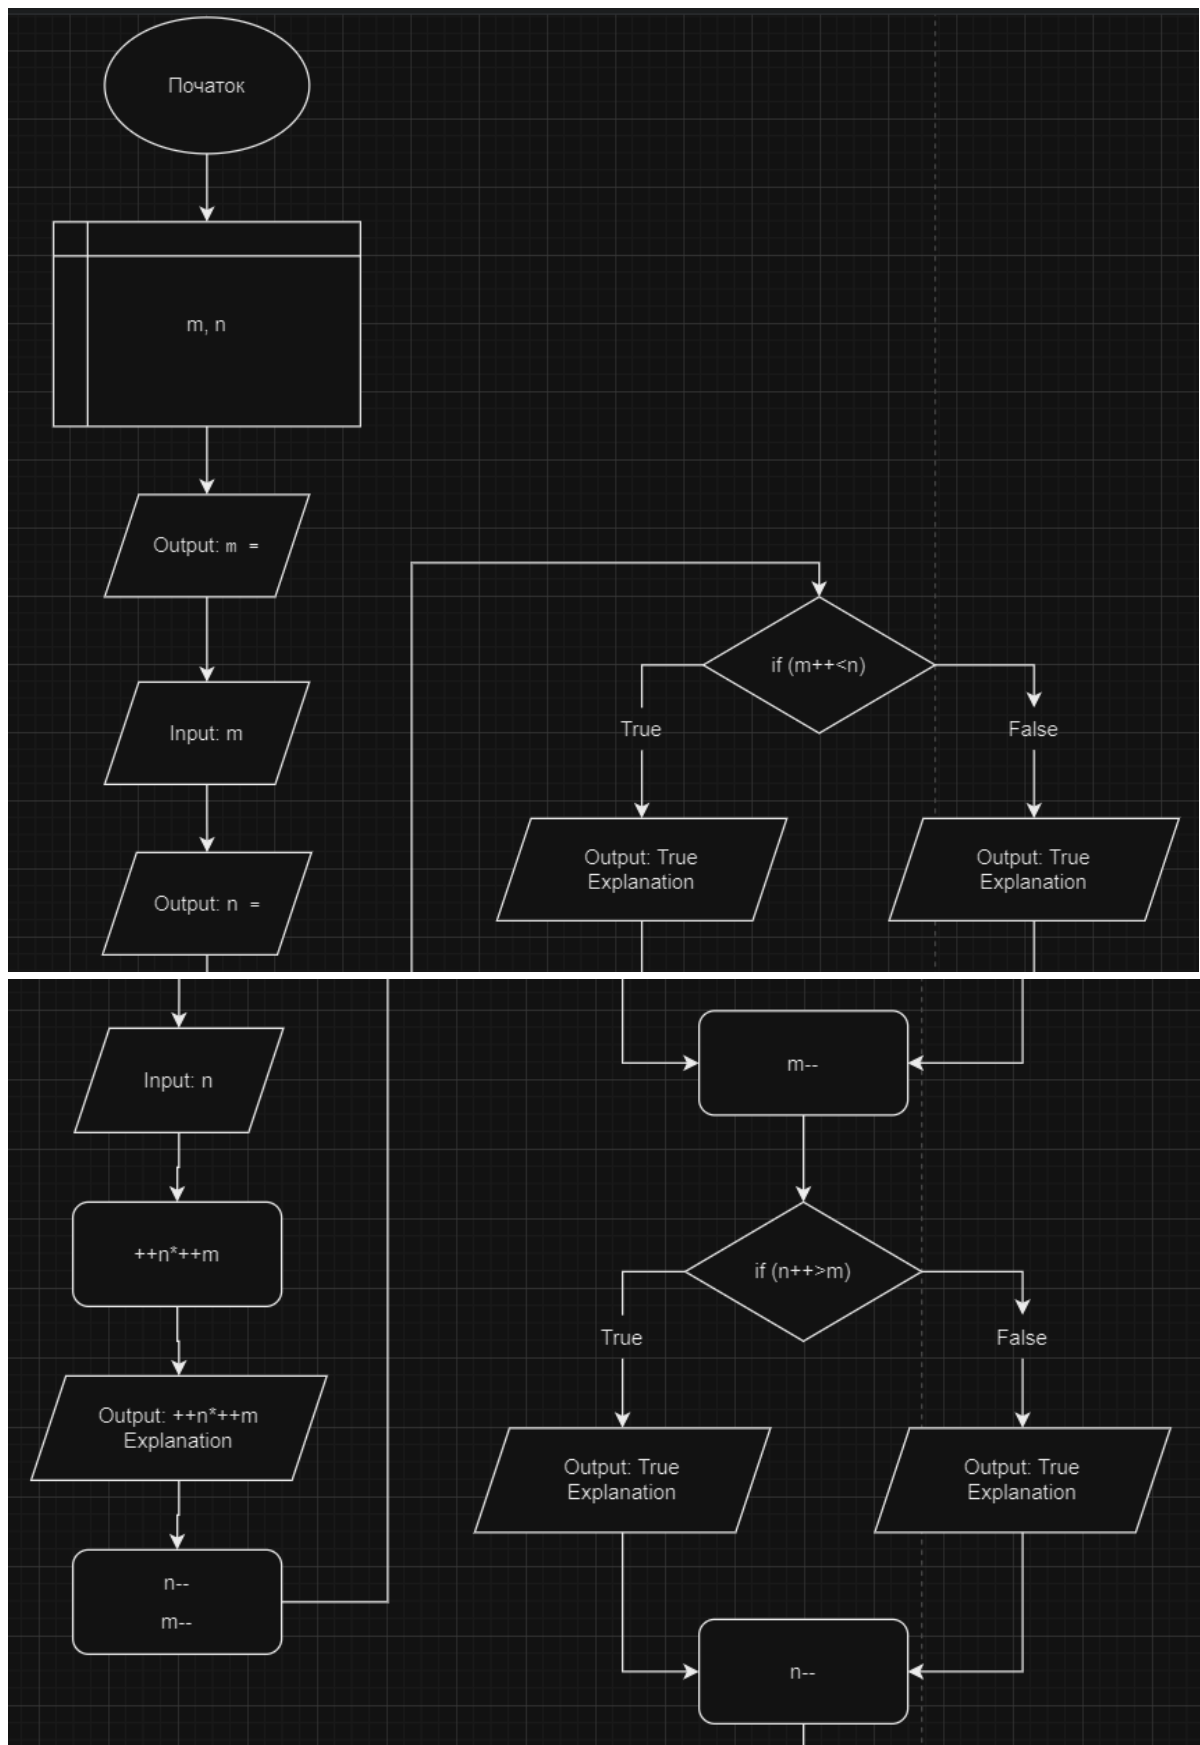 Початок
m, n
Output: m =
Input: m
Output: n =
if (m++<n)
True
False
Output: True
Explanation
Output: True
Explanation
Input: n
++n*++m
Output: ++n*++m
Explanation
n--
m--
m--
if (n++>m)
True
False
Output: True
Explanation
Output: True
Explanation
n--